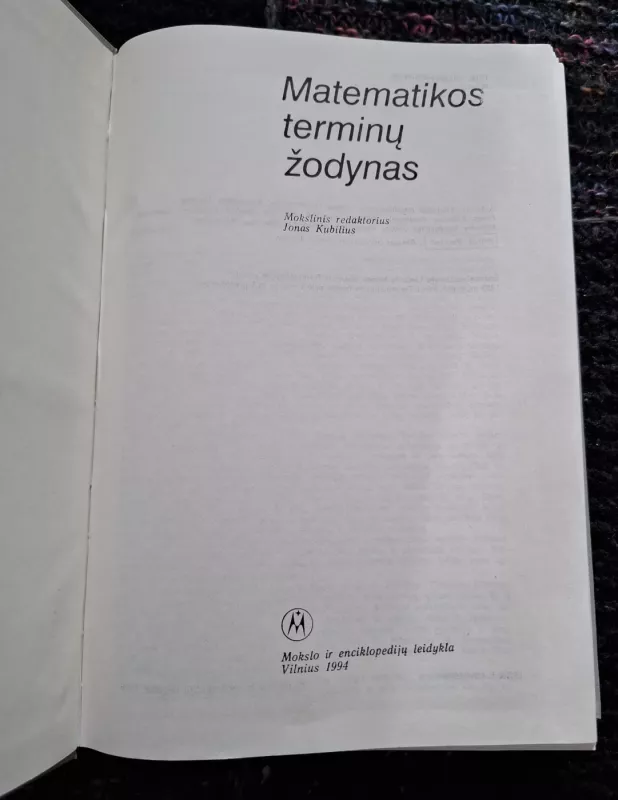 Matematikos
terminų
žodynas
Mokslinis redaktorius
Jonas Kubilius
M
Mokslo ir enciklopedijų leidykla
Vilnius 1994